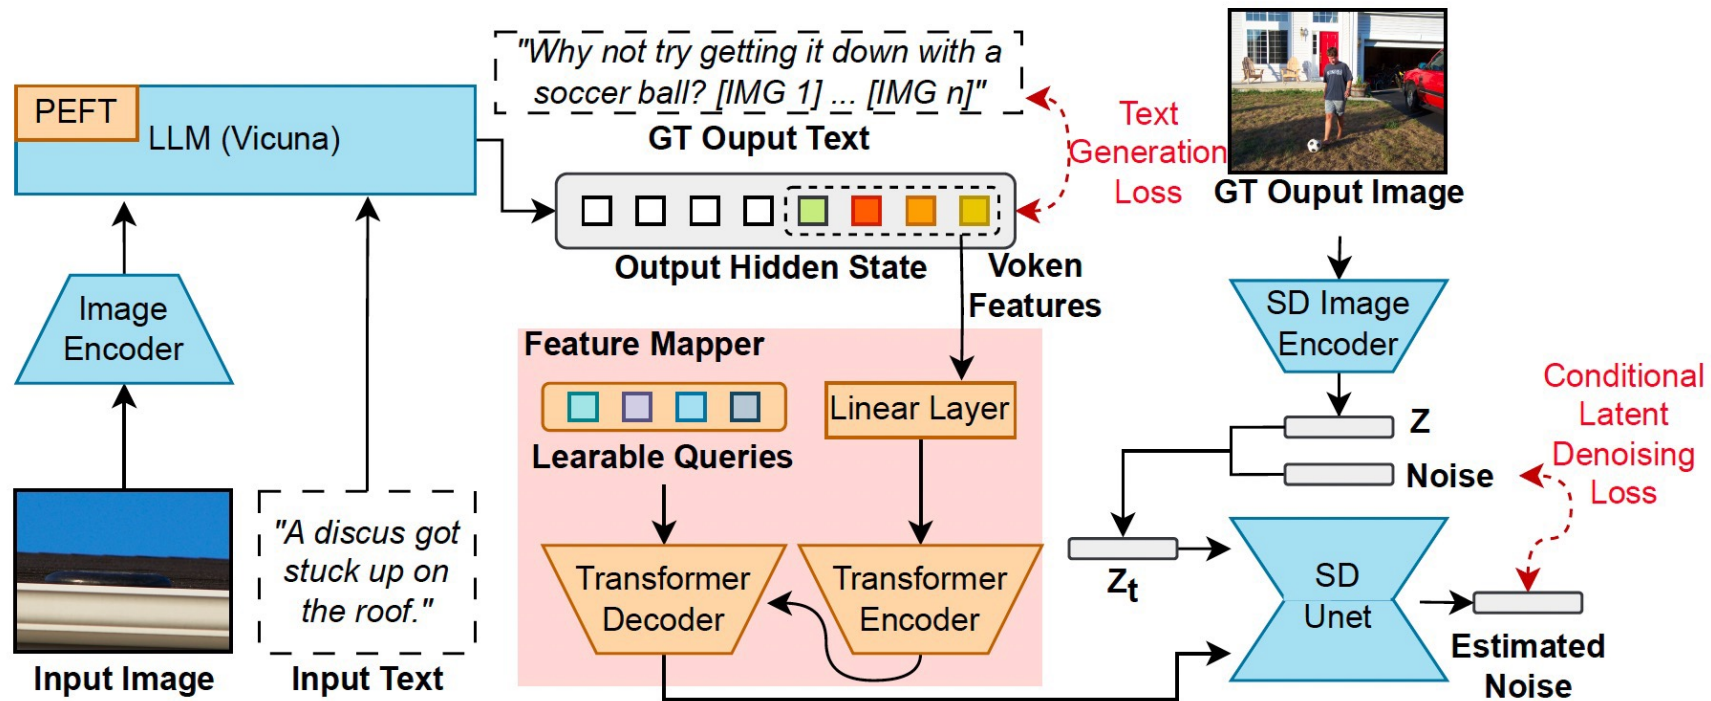 PEFT
LLM (Vicuna)
Image
Encoder
Input Image
"A discus got
stuck up on
the roof."
Input Text
"Why not try getting it down with a
soccer ball? [IMG 1] ... [IMG n]"
GT Ouput Text
Output Hidden State
Text
Generation
Loss
Voken
Features
Feature Mapper
Learable Queries
Linear Layer
Transformer
Decoder
Transformer
Encoder
GT Ouput Image
SD Image
Encoder
Z
Noise
Zt
SD
Unet
Conditional
Latent
Denoising
Loss
Estimated
Noise